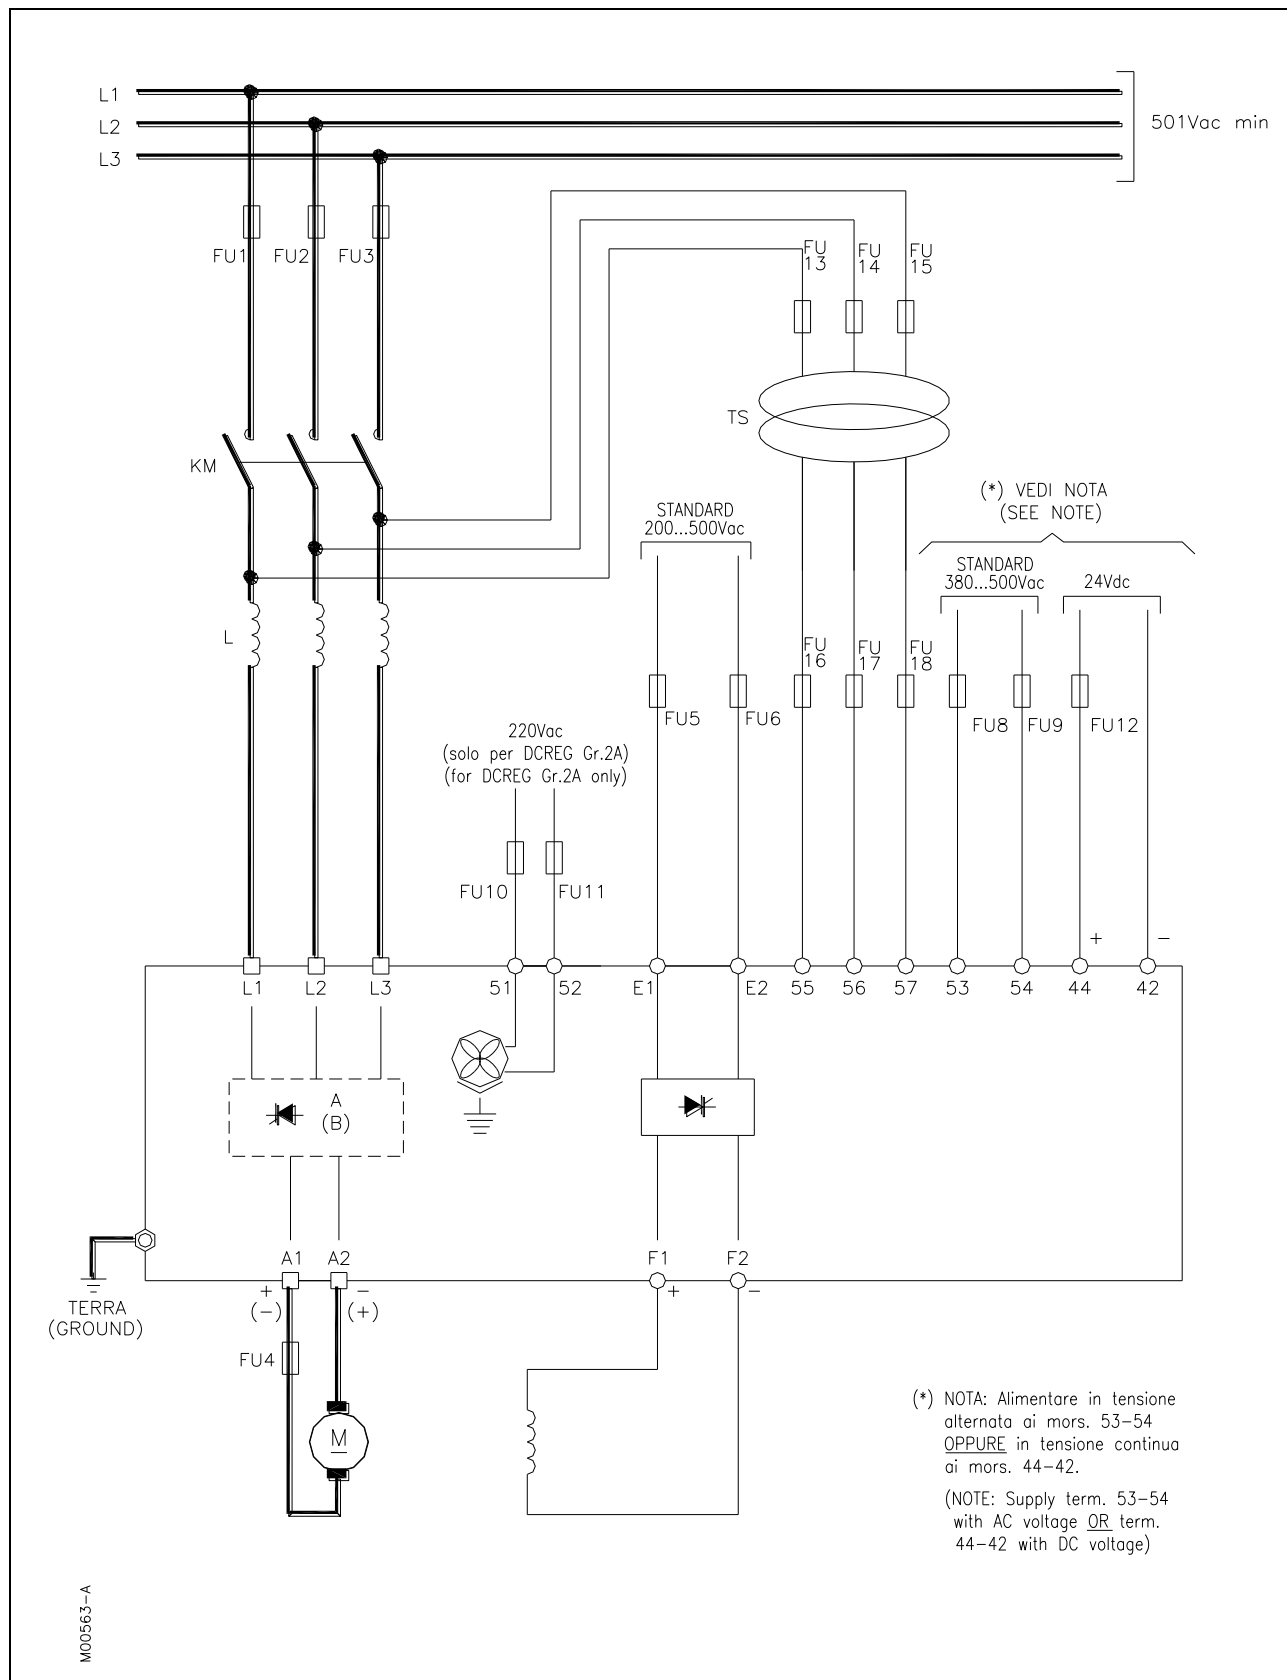 L1
L2
L3
501Vac min
FU1
FU2
FU3
FU
13
FU
14
FU
15
TS
KM
(*) VEDI NOTA
(SEE NOTE)
STANDARD
200...500Vac
STANDARD
380...500Vac
24Vdc
L
FU
16
FU
17
FU
18
FU5
FU6
FU8
FU9
FU12
220Vac
(solo per DCREG Gr.2A)
(for DCREG Gr.2A only)
FU10
FU11
+
−
L1
L2
L3
51
52
E1
E2
55
56
57
53
54
44
42
A
(B)
A1
A2
F1
F2
+
(−)
−
(+)
+
−
TERRA
(GROUND)
FU4
M
(*) NOTA: Alimentare in tensione
alternata ai mors. 53−54
OPPURE in tensione continua
ai mors. 44−42.
(NOTE: Supply term. 53−54
with AC voltage OR term.
44−42 with DC voltage)
M00563−A